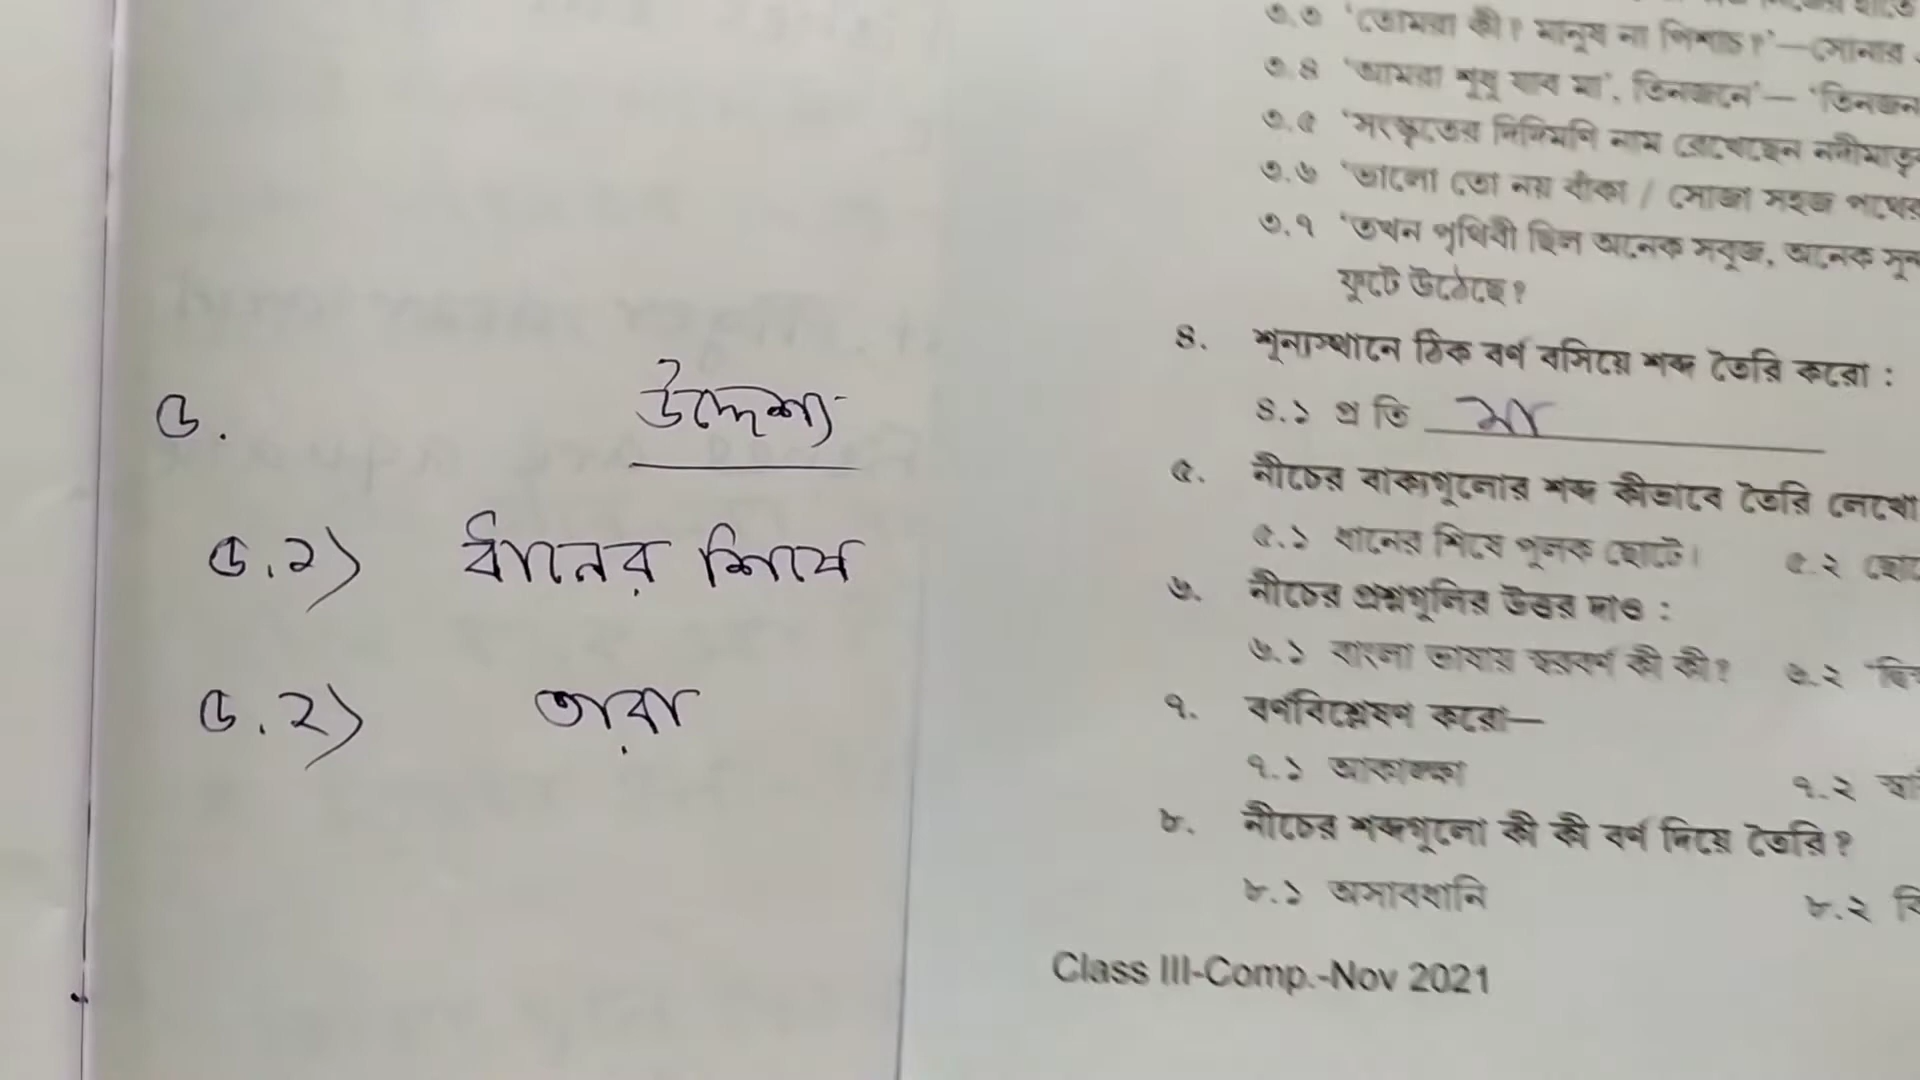 ৫. উদ্দেশ্য
৫.১) ধানের শিষে
৫.২) তারা
৩.৩ 'তোমরা কী? মানুষ না পিশাচ?'—সোনার
৩.৪ 'আমরা শুধু যাব মা', তিনজনে'— 'তিনজন
৩.৫ 'সংস্কৃতের দিদিমণি নাম রেখেছেন নদীমাতৃ
৩.৬ 'ভালো তো নয় বাঁকা / সোজা সহজ পথের
৩.৭ 'তখন পৃথিবী ছিল অনেক সবুজ, অনেক সুন্দ
ফুটে উঠেছে?
৪. শূন্যস্থানে ঠিক বর্ণ বসিয়ে শব্দ তৈরি করো :
৪.১ প্র তি মা
৫. নীচের বাক্যগুলোর শব্দ কীভাবে তৈরি লেখো
৫.১ ধানের শিষে পুলক ছোটে। ৫.২
৬. নীচের প্রশ্নগুলির উত্তর দাও :
৬.১ বাংলা ভাষায় স্বরবর্ণ কী কী? ৬.২
৭. বর্ণবিশ্লেষণ করো—
৭.১ আকাঙ্ক্ষা ৭.২
৮. নীচের শব্দগুলো কী কী বর্ণ দিয়ে তৈরি?
৮.১ অসাবধানি ৮.২
Class III-Comp.-Nov 2021